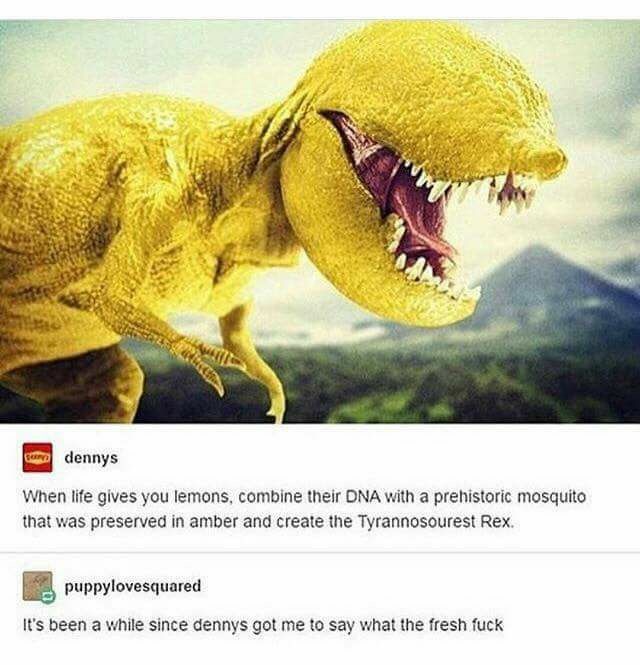 Denny's
dennys
When life gives you lemons, combine their DNA with a prehistoric mosquito
that was preserved in amber and create the Tyrannosourest Rex.
puppylovesquared
It's been a while since dennys got me to say what the fresh fuck